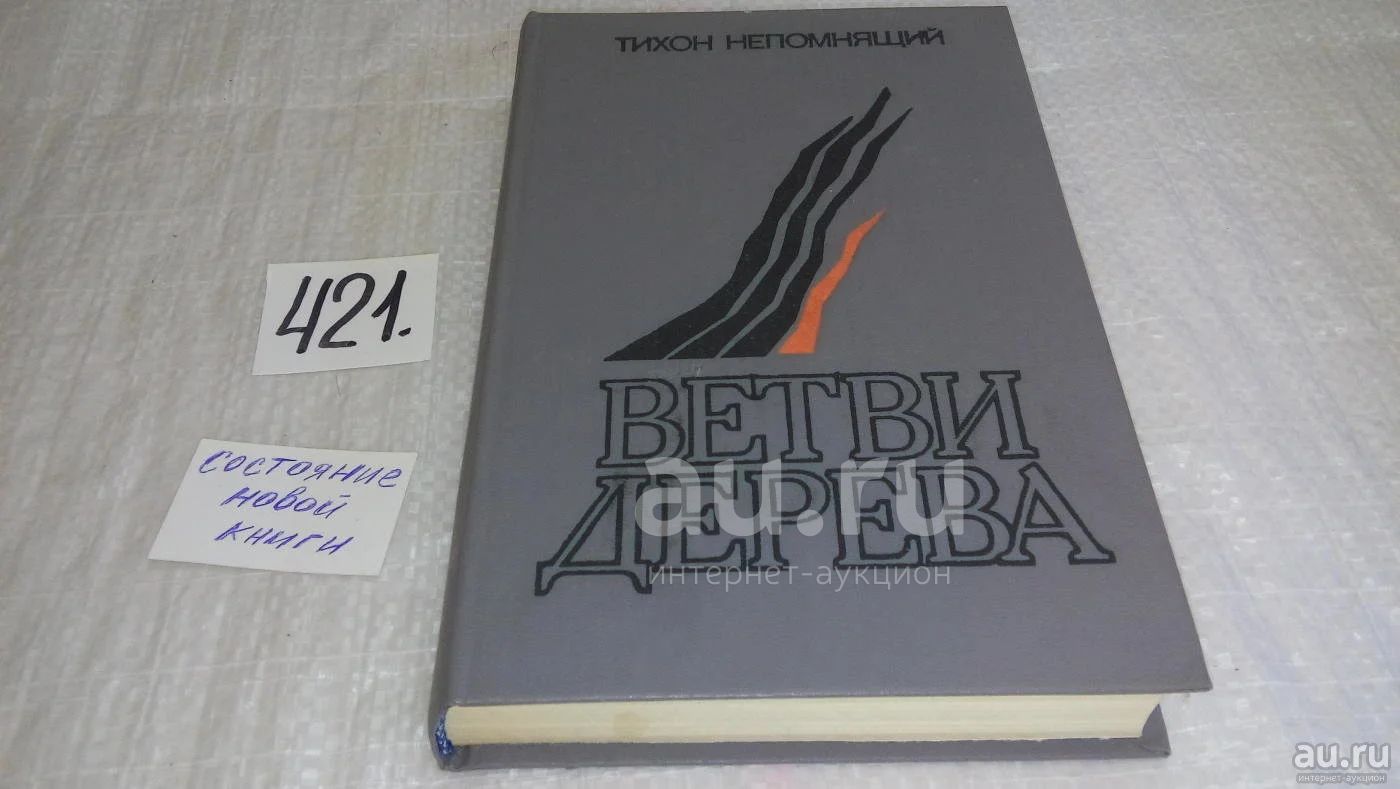 ТИХОН НЕПОМНЯЩИЙ
ВЕТВИ
ДЕРЕВА
421.
состояние
новой
книги
au.ru
интернет-аукцион
au.ru
интернет-аукцион